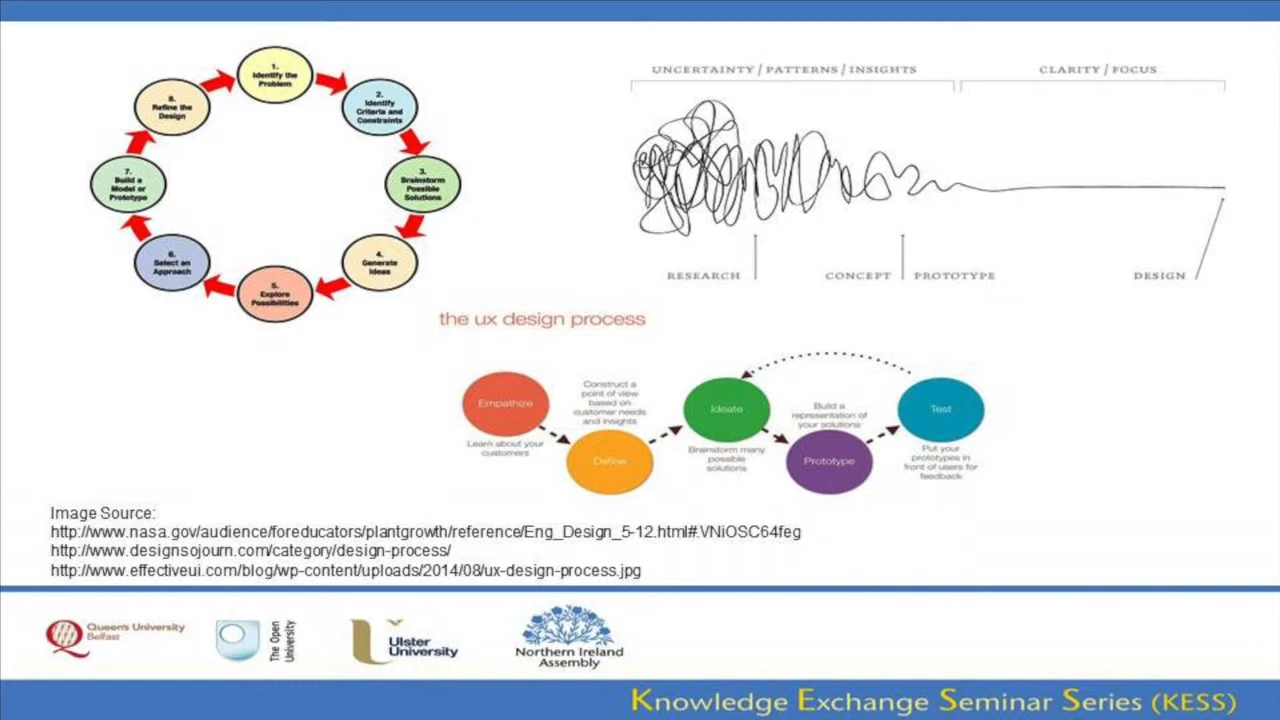 1.
Identify the
Problem
2.
Identify
Criteria and
Constraints
3.
Brainstorm
Possible
Solutions
4.
Generate
Ideas
5.
Explore
Possibilities
6.
Select an
Approach
7.
Build a
Model or
Prototype
8.
Refine the
Design
UNCERTAINTY / PATTERNS / INSIGHTS
CLARITY / FOCUS
RESEARCH
CONCEPT
PROTOTYPE
DESIGN
the ux design process
Empathize
Learn about your
customers
Construct a
point of view
based on
customer needs
and insights
Define
Ideate
Brainstorm many
possible
solutions
Build a
representation of
your solutions
Prototype
Test
Put your
prototypes in
front of users for
feedback
Image Source:
http://www.nasa.gov/audience/foreducators/plantgrowth/reference/Eng_Design_5-12.html#.VNiOSC64feg
http://www.designsojourn.com/category/design-process/
http://www.effectiveui.com/blog/wp-content/uploads/2014/08/ux-design-process.jpg
Queen's University
Belfast
The Open
University
Ulster
University
Northern Ireland
Assembly
Knowledge Exchange Seminar Series (KESS)